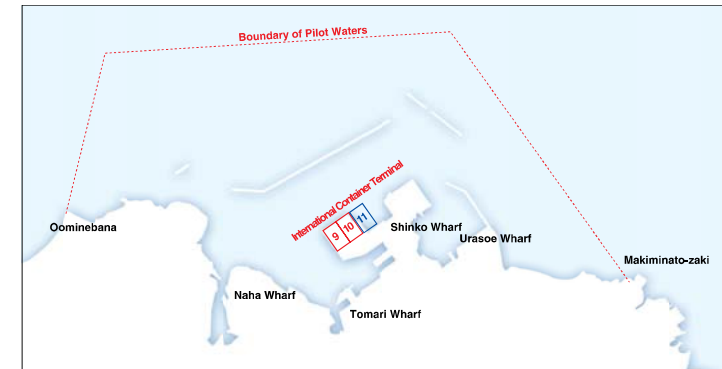 Boundary of Pilot Waters
International Container Terminal
9
10
11
Oominebana
Shinko Wharf
Urasoe Wharf
Makiminato-zaki
Naha Wharf
Tomari Wharf